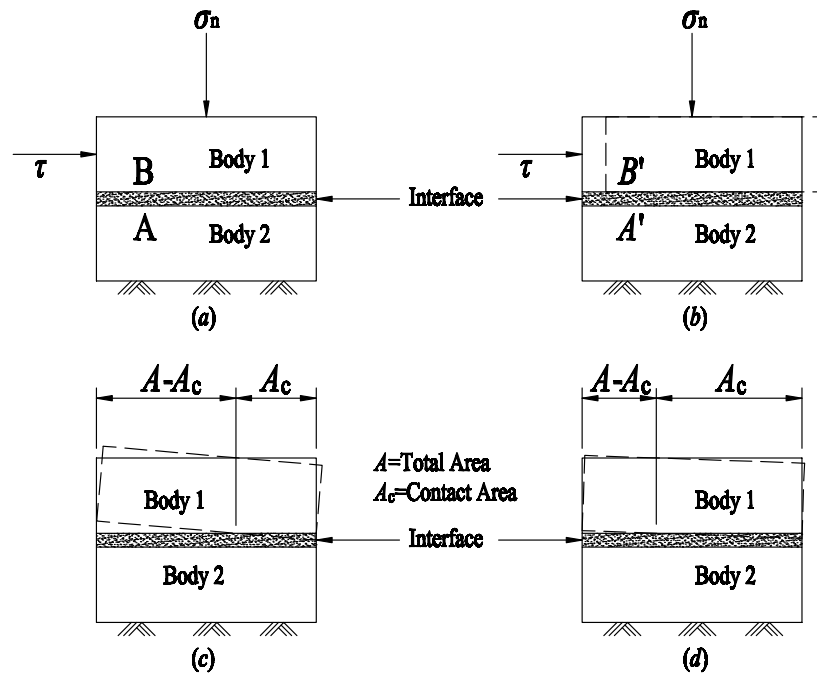 σn σn
τ B Body 1 τ B' Body 1
Interface
A Body 2 A' Body 2
(a) (b)
A-Ac Ac A-Ac Ac
A=Total Area
Ac=Contact Area
Body 1 Body 1
Interface
Body 2 Body 2
(c) (d)